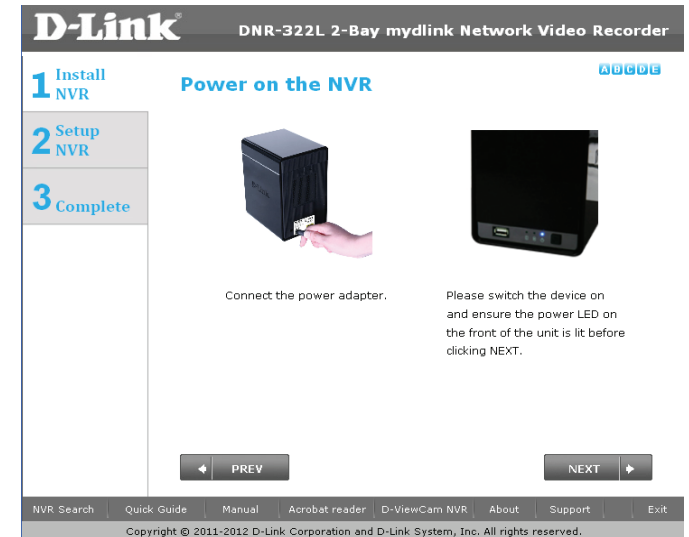 D-Link®
DNR-322L 2-Bay mydlink Network Video Recorder
1 Install
NVR
2 Setup
NVR
3 Complete
Power on the NVR
A B C D E
Connect the power adapter.
Please switch the device on
and ensure the power LED on
the front of the unit is lit before
clicking NEXT.
PREV
NEXT
NVR Search Quick Guide Manual Acrobat reader D-ViewCam NVR About Support Exit
Copyright © 2011-2012 D-Link Corporation and D-Link System, Inc. All rights reserved.